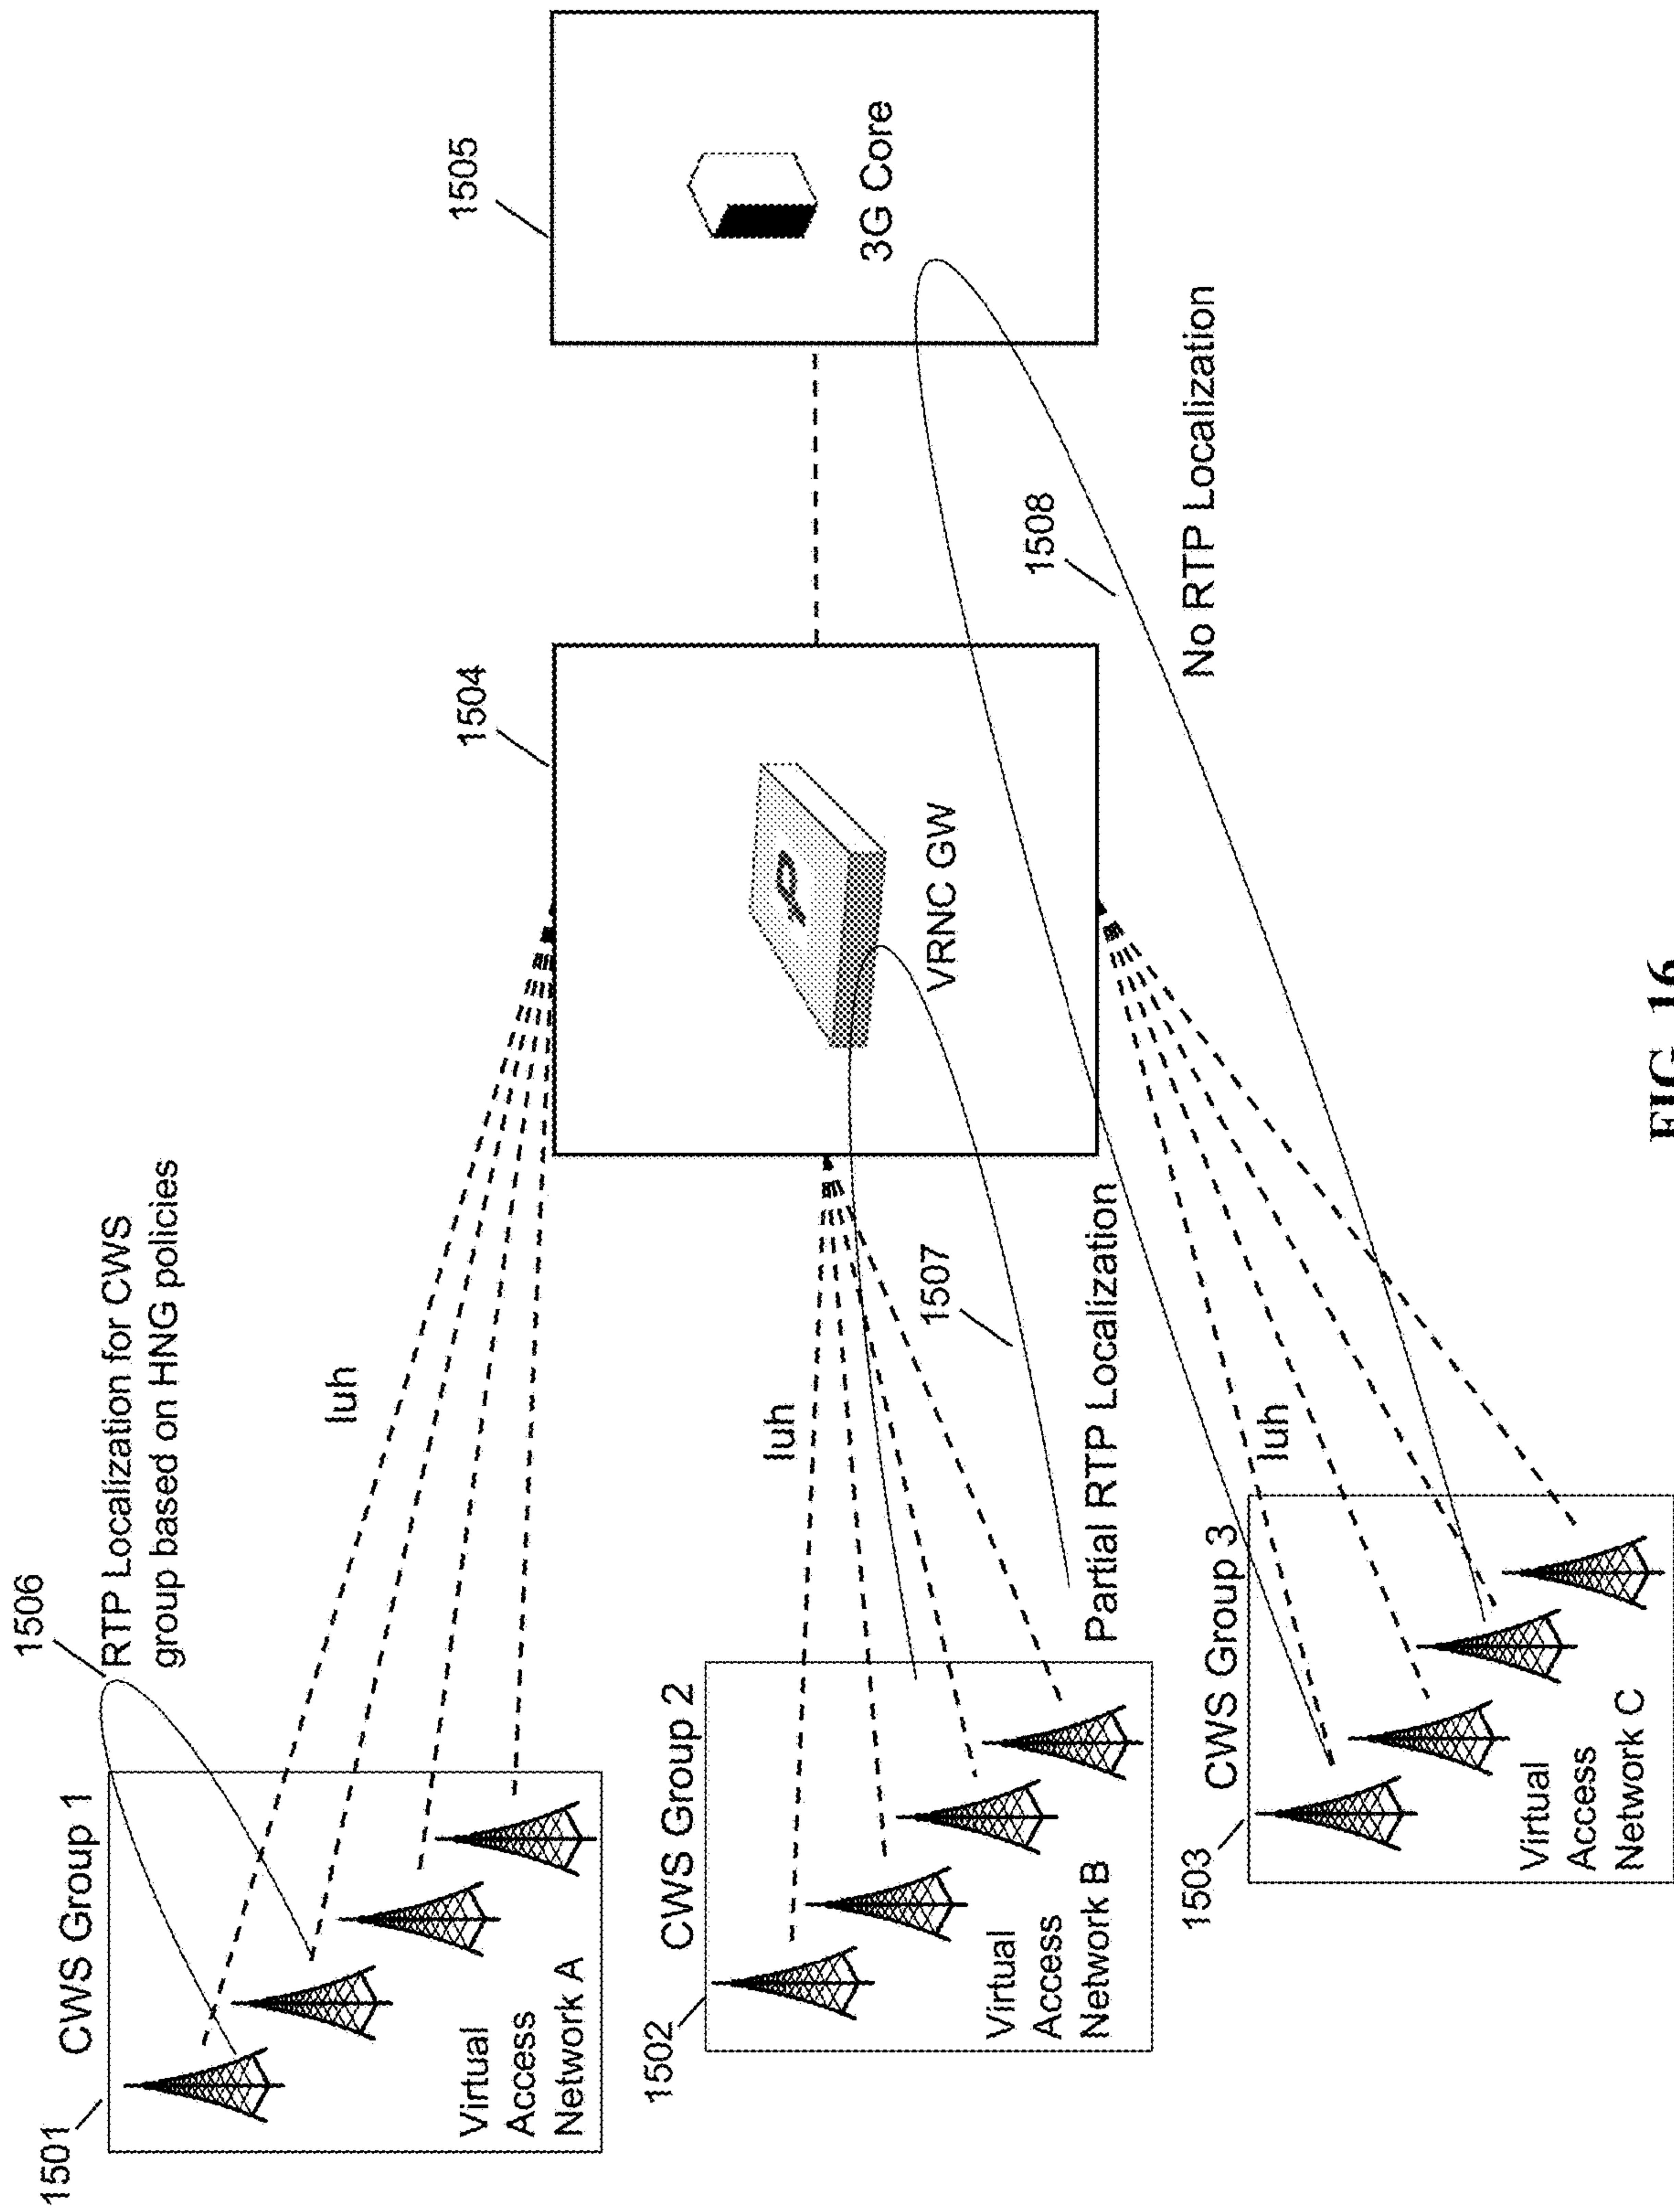 1501
CWS Group 1
Virtual
Access
Network A
1506
RTP Localization for CWS
group based on HNG policies
Iuh
1502
CWS Group 2
Virtual
Access
Network B
Iuh
1507
Partial RTP Localization
1503
CWS Group 3
Virtual
Access
Network C
Iuh
1504
VRNC GW
1508
No RTP Localization
1505
3G Core
FIG. 16